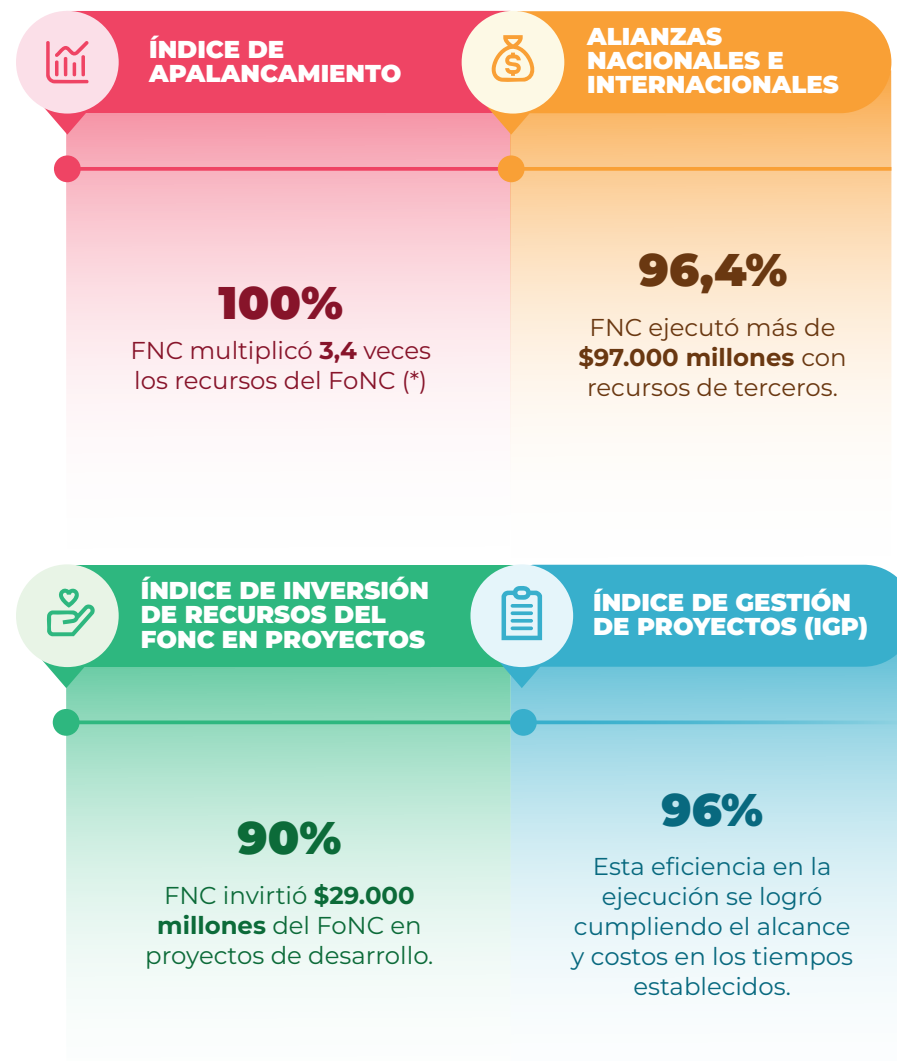 ÍNDICE DE
APALANCAMIENTO
100%
FNC multiplicó 3,4 veces
los recursos del FoNC (*)
ALIANZAS
NACIONALES E
INTERNACIONALES
96,4%
FNC ejecutó más de
$97.000 millones con
recursos de terceros.
ÍNDICE DE INVERSIÓN
DE RECURSOS DEL
FONC EN PROYECTOS
90%
FNC invirtió $29.000
millones del FoNC en
proyectos de desarrollo.
ÍNDICE DE GESTIÓN
DE PROYECTOS (IGP)
96%
Esta eficiencia en la
ejecución se logró
cumpliendo el alcance
y costos en los tiempos
establecidos.